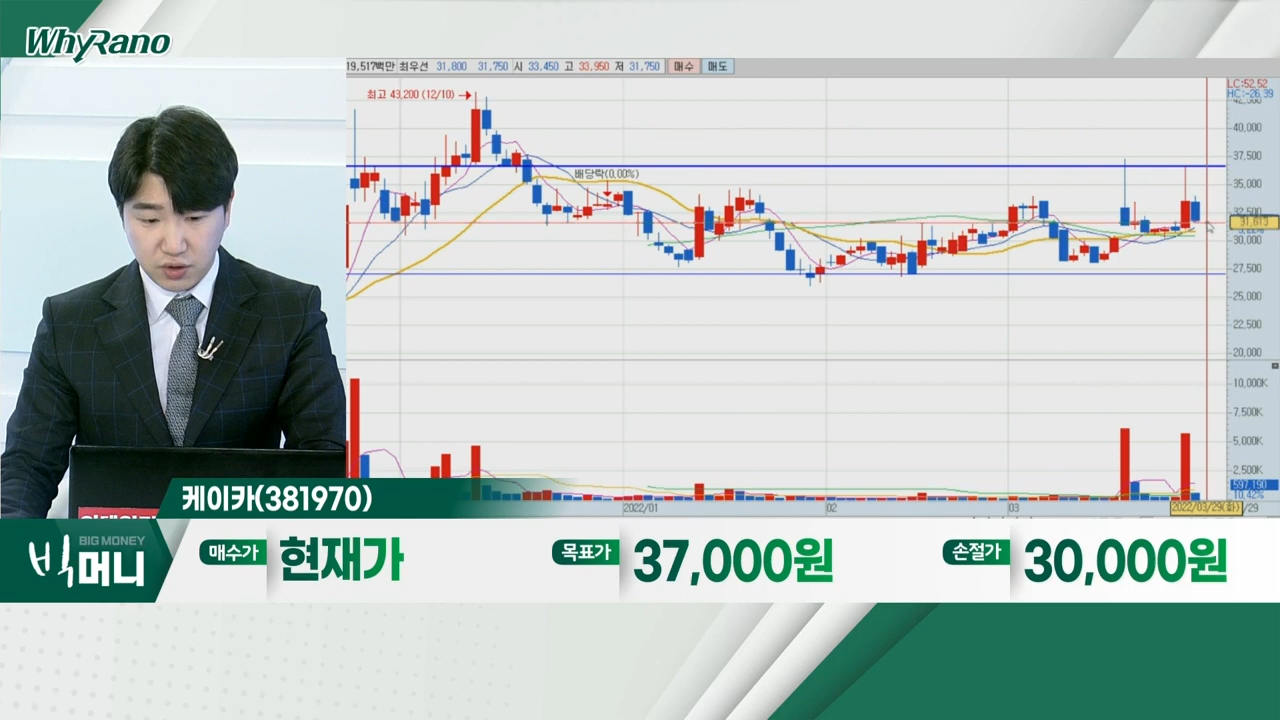 WhyRano
19,517백만 최우선 31,800 31,750 시 33,450 고 33,950 저 31,750 매수 매도
최고 43,200 (12/10)
LC:52.52
HC:-26.39
40,000
37,500
배당락(0.00%)
35,000
32,500
30,000
27,500
25,000
22,500
20,000
10,000K
7,500K
5,000K
2,500K
597,190
10.42%
2022/01
02
03
2022/03/29(화)
/29
케이카(381970)
BIG MONEY
빅머니
매수가 현재가
목표가 37,000원
손절가 30,000원